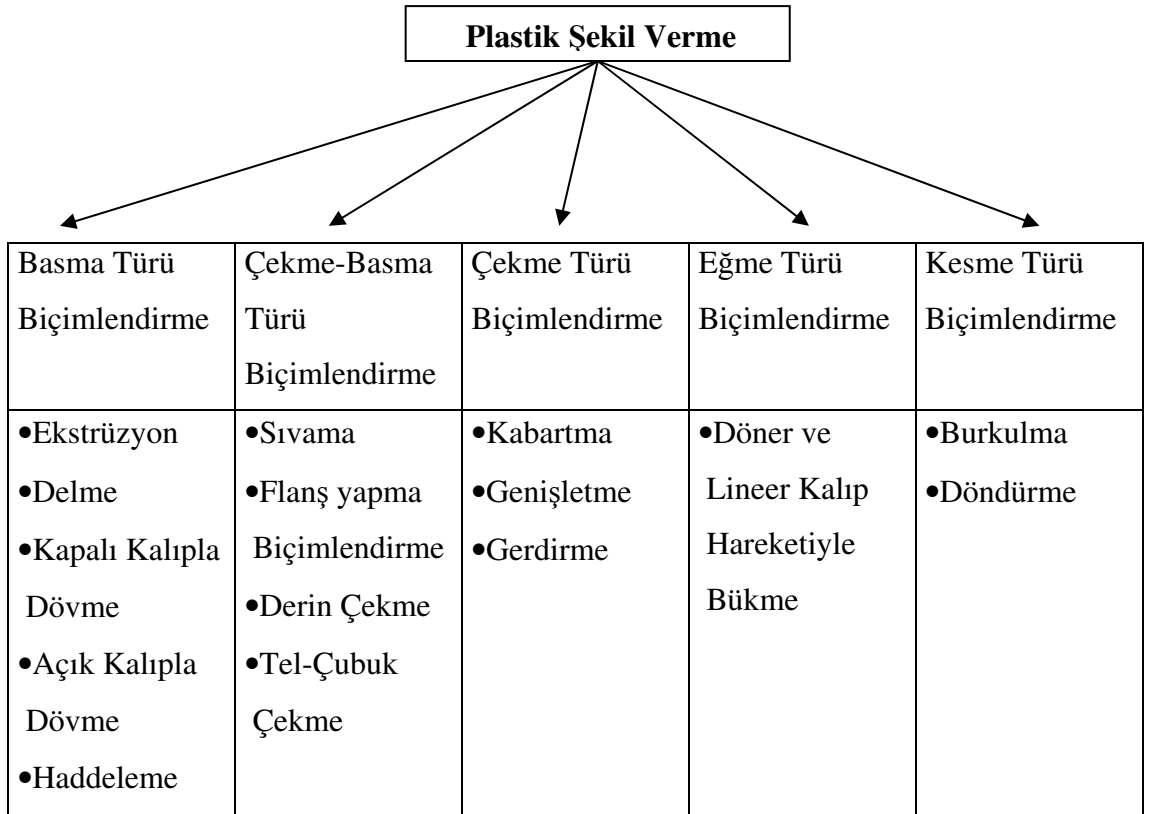 Plastik Şekil Verme
Basma Türü
Biçimlendirme
Çekme-Basma
Türü
Biçimlendirme
Çekme Türü
Biçimlendirme
Eğme Türü
Biçimlendirme
Kesme Türü
Biçimlendirme
•Ekstrüzyon
•Delme
•Kapalı Kalıpla
Dövme
•Açık Kalıpla
Dövme
•Haddeleme
•Sıvama
•Flanş yapma
Biçimlendirme
•Derin Çekme
•Tel-Çubuk
Çekme
•Kabartma
•Genişletme
•Gerdirme
•Döner ve
Lineer Kalıp
Hareketiyle
Bükme
•Burkulma
•Döndürme